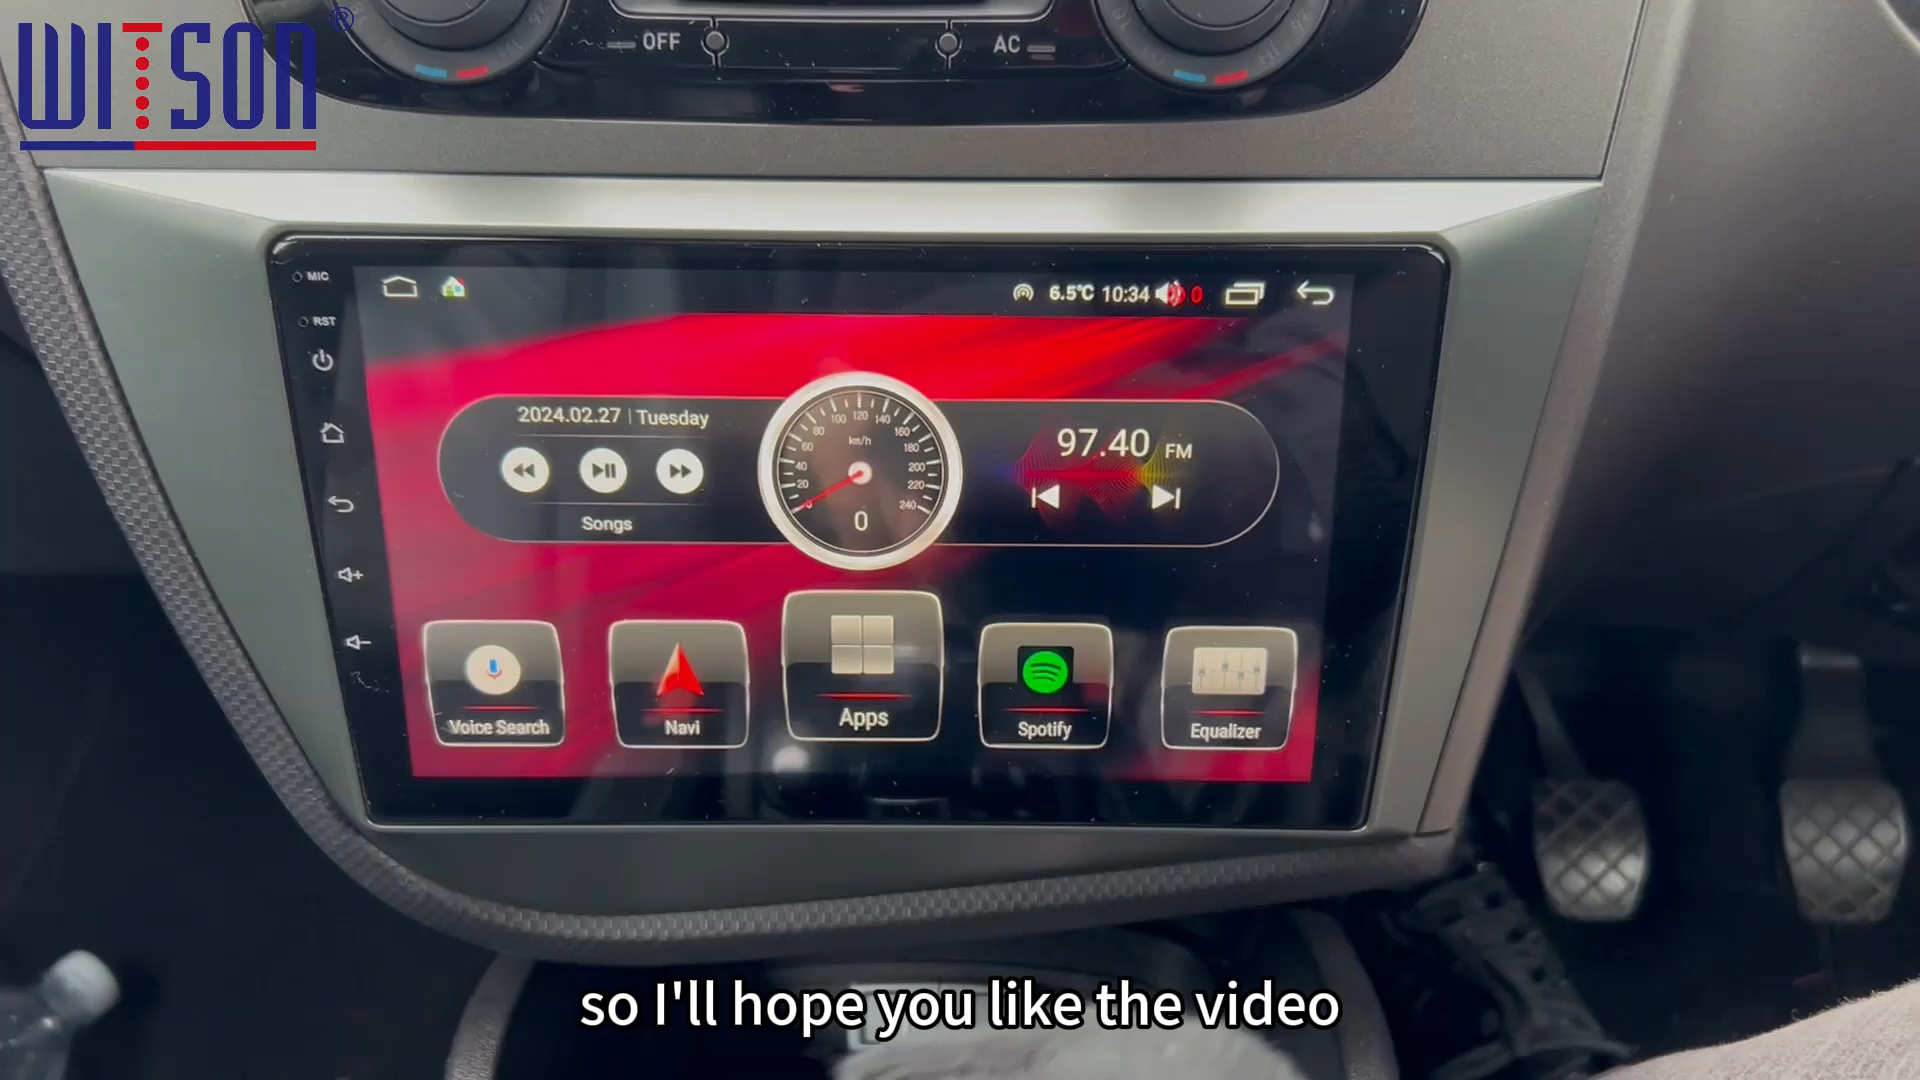 WITSON®
OFF
AC
MIC
RST
6.5℃ 10:34 0
2024.02.27 | Tuesday
Songs
0 20 40 60 80 100 120 140 160 180 200 220 240
km/h
0
97.40 FM
Voice Search
Navi
Apps
Spotify
Equalizer
so I'll hope you like the video